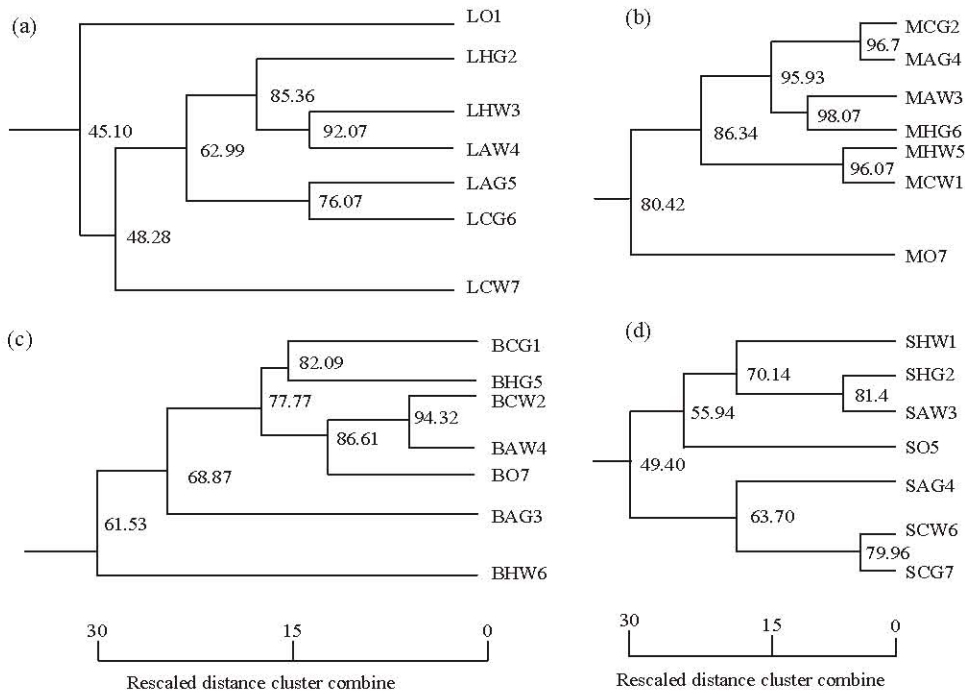 (a)
LO1
LHG2
85.36
LHW3
92.07
45.10
62.99
LAW4
LAG5
76.07
LCG6
48.28
LCW7
(b)
MCG2
96.7
MAG4
95.93
MAW3
98.07
86.34
MHG6
MHW5
96.07
MCW1
80.42
MO7
(c)
BCG1
82.09
BHG5
77.77
BCW2
94.32
86.61
BAW4
68.87
BO7
BAG3
61.53
BHW6
30 15 0
Rescaled distance cluster combine
(d)
SHW1
70.14
SHG2
81.4
55.94
SAW3
SO5
49.40
SAG4
63.70
SCW6
79.96
SCG7
30 15 0
Rescaled distance cluster combine